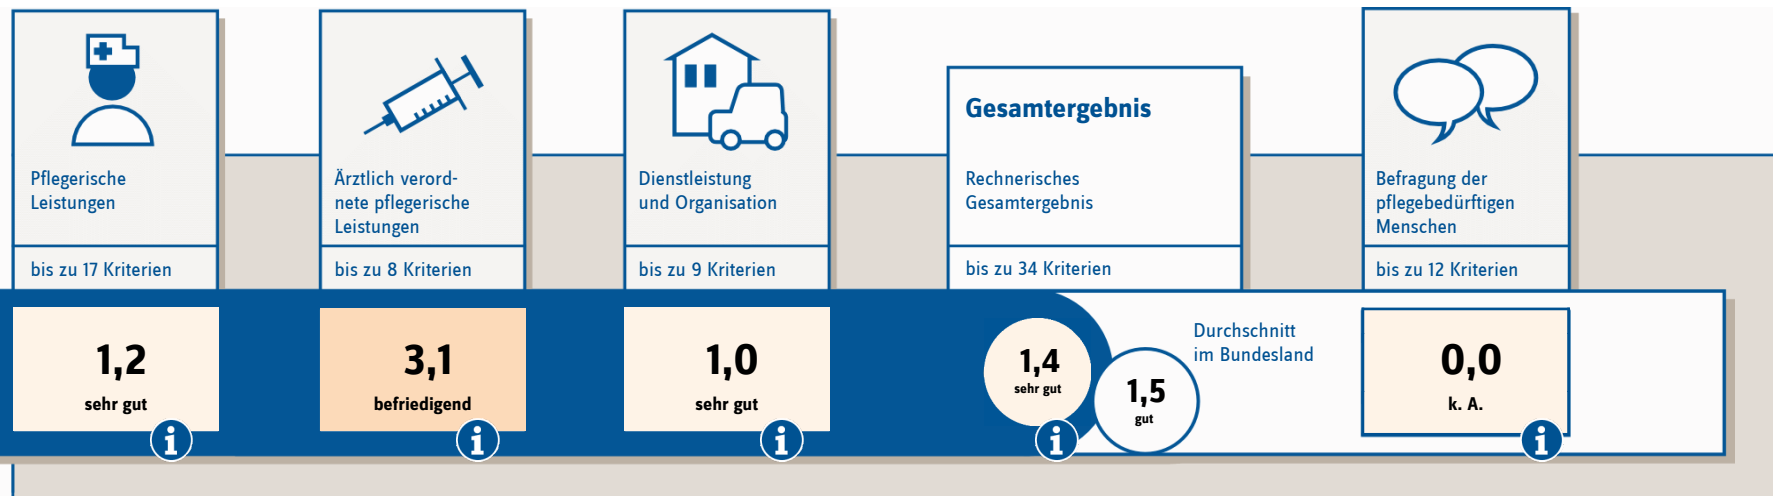 Pflegerische
Leistungen
bis zu 17 Kriterien
1,2
sehr gut
i
Ärztlich verord-
nete pflegerische
Leistungen
bis zu 8 Kriterien
3,1
befriedigend
i
Dienstleistung
und Organisation
bis zu 9 Kriterien
1,0
sehr gut
i
Gesamtergebnis
Rechnerisches
Gesamtergebnis
bis zu 34 Kriterien
1,4
sehr gut
i
1,5
gut
Durchschnitt
im Bundesland
Befragung der
pflegebedürftigen
Menschen
bis zu 12 Kriterien
0,0
k. A.
i